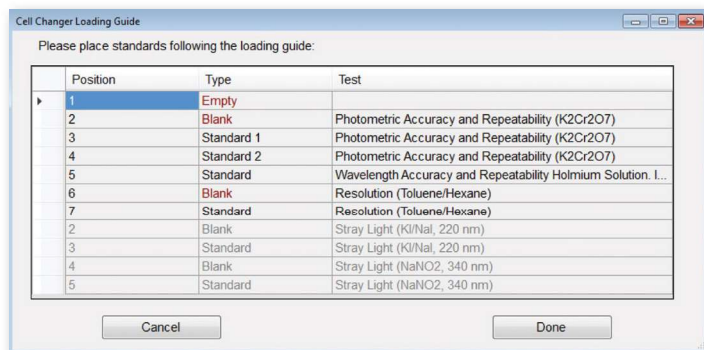 Cell Changer Loading Guide
Please place standards following the loading guide:
Position Type Test
1 Empty
2 Blank Photometric Accuracy and Repeatability (K2Cr2O7)
3 Standard 1 Photometric Accuracy and Repeatability (K2Cr2O7)
4 Standard 2 Photometric Accuracy and Repeatability (K2Cr2O7)
5 Standard Wavelength Accuracy and Repeatability Holmium Solution. I...
6 Blank Resolution (Toluene/Hexane)
7 Standard Resolution (Toluene/Hexane)
2 Blank Stray Light (KI/NaI, 220 nm)
3 Standard Stray Light (KI/NaI, 220 nm)
4 Blank Stray Light (NaNO2, 340 nm)
5 Standard Stray Light (NaNO2, 340 nm)
Cancel Done